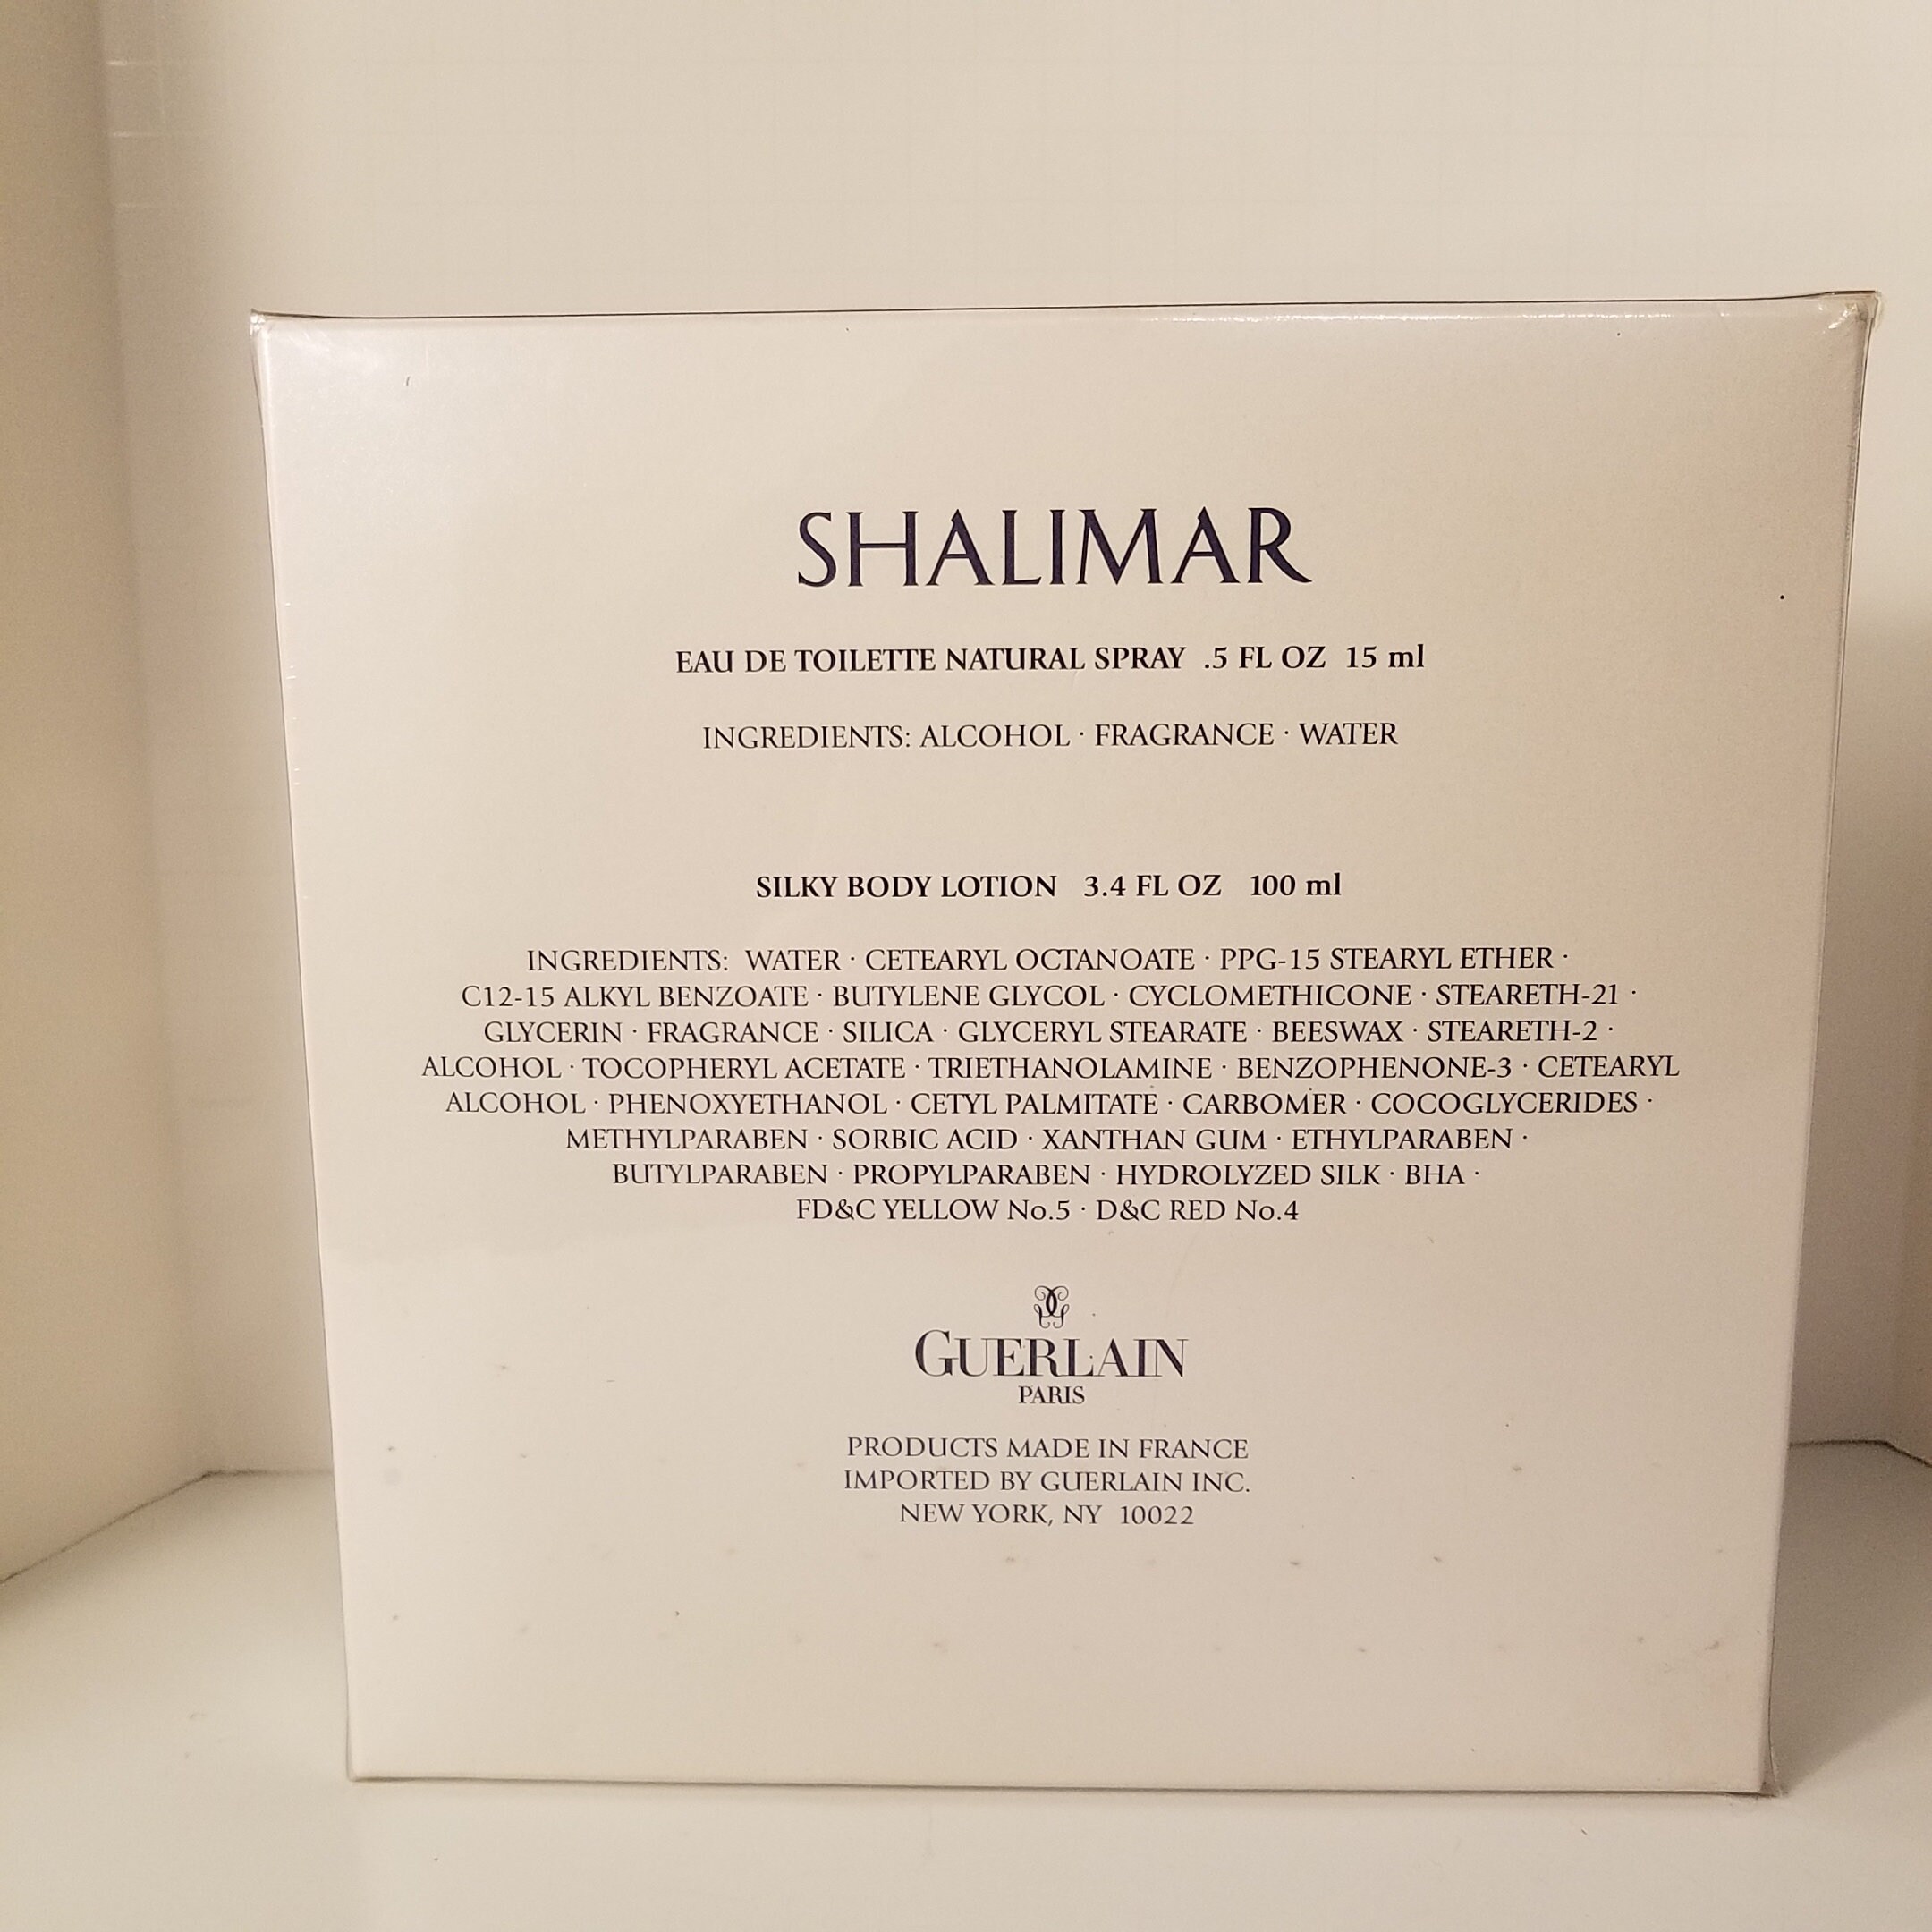 SHALIMAR
EAU DE TOILETTE NATURAL SPRAY .5 FL OZ 15 ml
INGREDIENTS: ALCOHOL · FRAGRANCE · WATER
SILKY BODY LOTION 3.4 FL OZ 100 ml
INGREDIENTS: WATER · CETEARYL OCTANOATE · PPG-15 STEARYL ETHER ·
C12-15 ALKYL BENZOATE · BUTYLENE GLYCOL · CYCLOMETHICONE · STEARETH-21 ·
GLYCERIN · FRAGRANCE · SILICA · GLYCERYL STEARATE · BEESWAX · STEARETH-2 ·
ALCOHOL · TOCOPHERYL ACETATE · TRIETHANOLAMINE · BENZOPHENONE-3 · CETEARYL
ALCOHOL · PHENOXYETHANOL · CETYL PALMITATE · CARBOMER · COCOGLYCERIDES ·
METHYLPARABEN · SORBIC ACID · XANTHAN GUM · ETHYLPARABEN ·
BUTYLPARABEN · PROPYLPARABEN · HYDROLYZED SILK · BHA ·
FD&C YELLOW No.5 · D&C RED No.4
GUERLAIN
PARIS
PRODUCTS MADE IN FRANCE
IMPORTED BY GUERLAIN INC.
NEW YORK, NY 10022